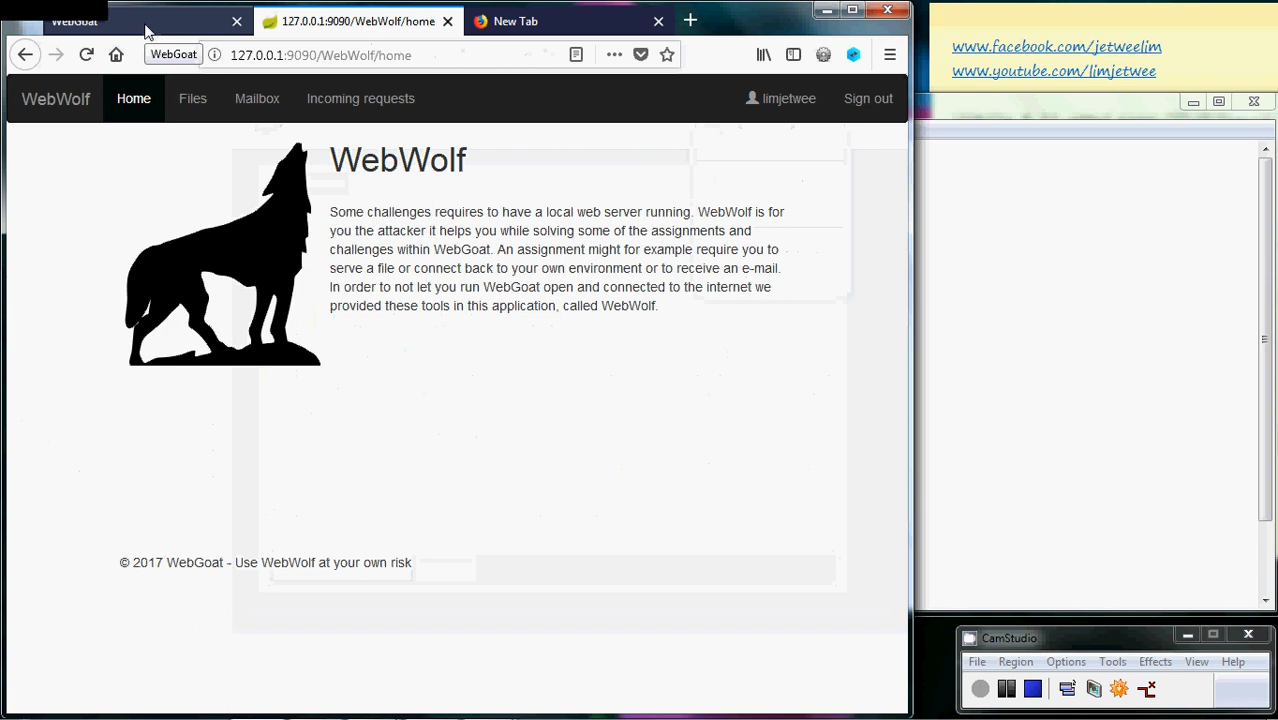 WebGoat
127.0.0.1:9090/WebWolf/home
New Tab
WebGoat
127.0.0.1:9090/WebWolf/home
WebWolf
Home
Files
Mailbox
Incoming requests
limjetwee
Sign out
WebWolf
Some challenges requires to have a local web server running. WebWolf is for
you the attacker it helps you while solving some of the assignments and
challenges within WebGoat. An assignment might for example require you to
serve a file or connect back to your own environment or to receive an e-mail.
In order to not let you run WebGoat open and connected to the internet we
provided these tools in this application, called WebWolf.
© 2017 WebGoat - Use WebWolf at your own risk
www.facebook.com/jetweelim
www.youtube.com/limjetwee
CamStudio
File Region Options Tools Effects View Help